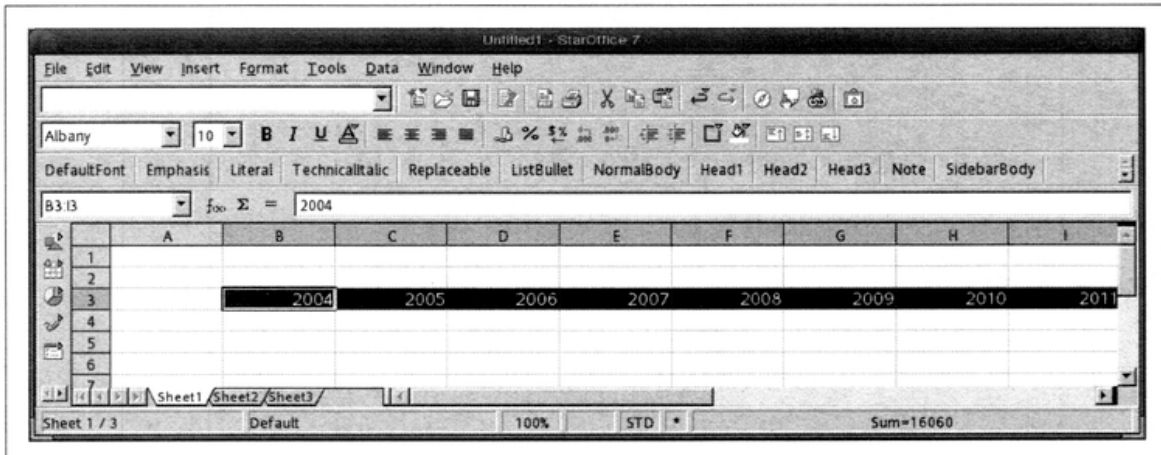 Untitled1 - StarOffice 7
File Edit View Insert Format Tools Data Window Help
Albany 10 B I U A % $%
DefaultFont Emphasis Literal TechnicalItalic Replaceable ListBullet NormalBody Head1 Head2 Head3 Note SidebarBody
B3:I3 f∞ Σ = 2004
A B C D E F G H I
1
2
3 2004 2005 2006 2007 2008 2009 2010 2011
4
5
6
7
Sheet1 Sheet2 Sheet3
Sheet 1 / 3 Default 100% STD * Sum=16060